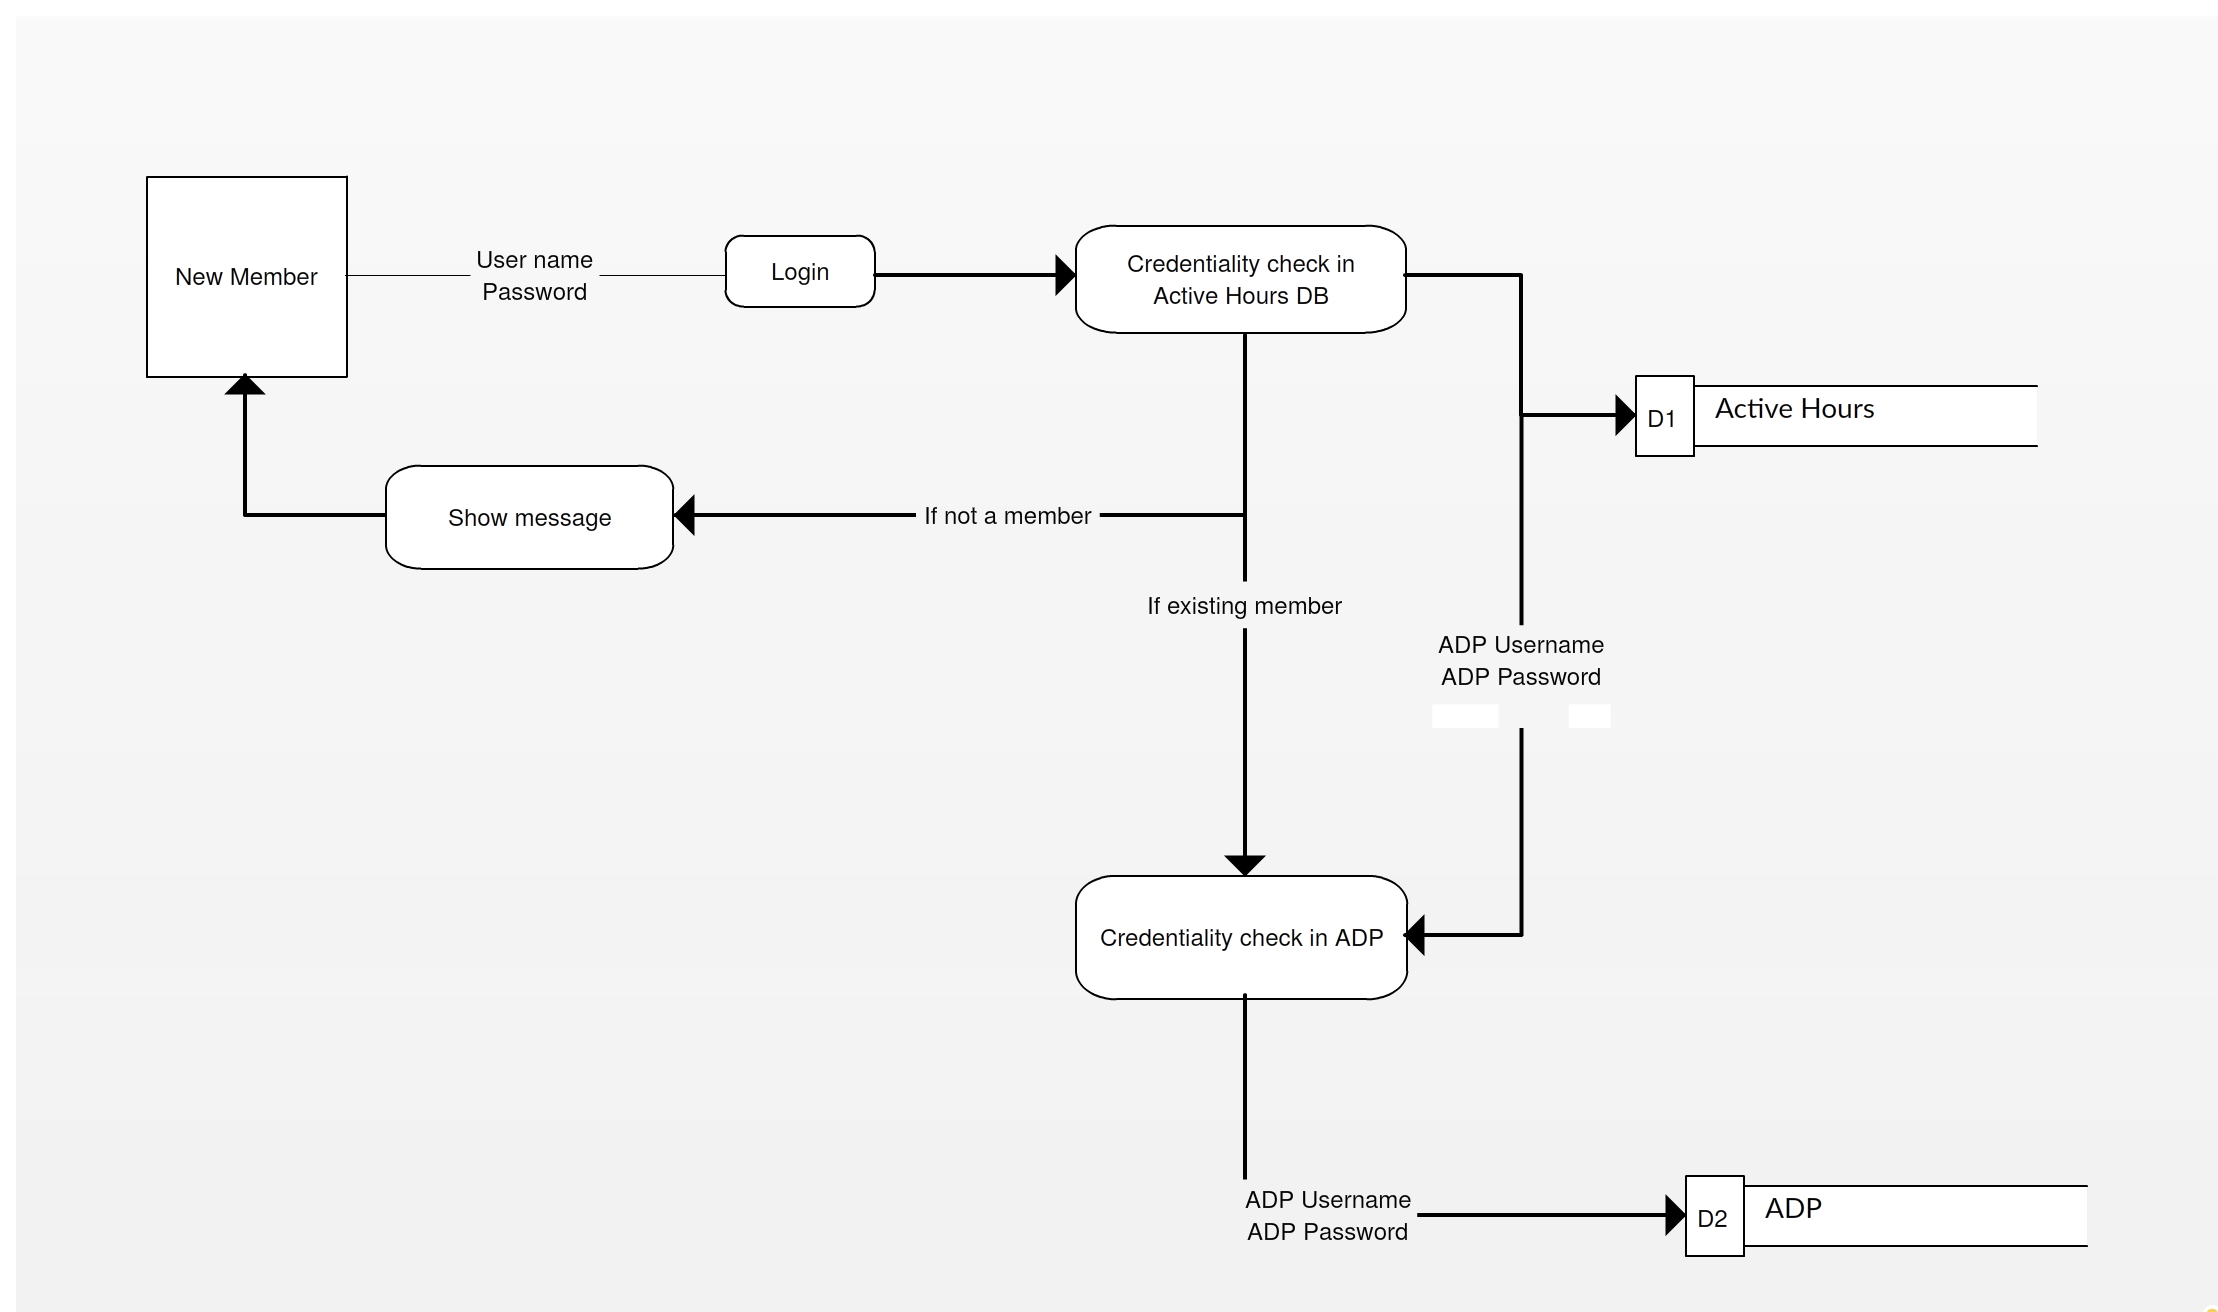 New Member
User name
Password
Login
Credentiality check in
Active Hours DB
D1
Active Hours
Show message
If not a member
If existing member
ADP Username
ADP Password
Credentiality check in ADP
ADP Username
ADP Password
D2
ADP